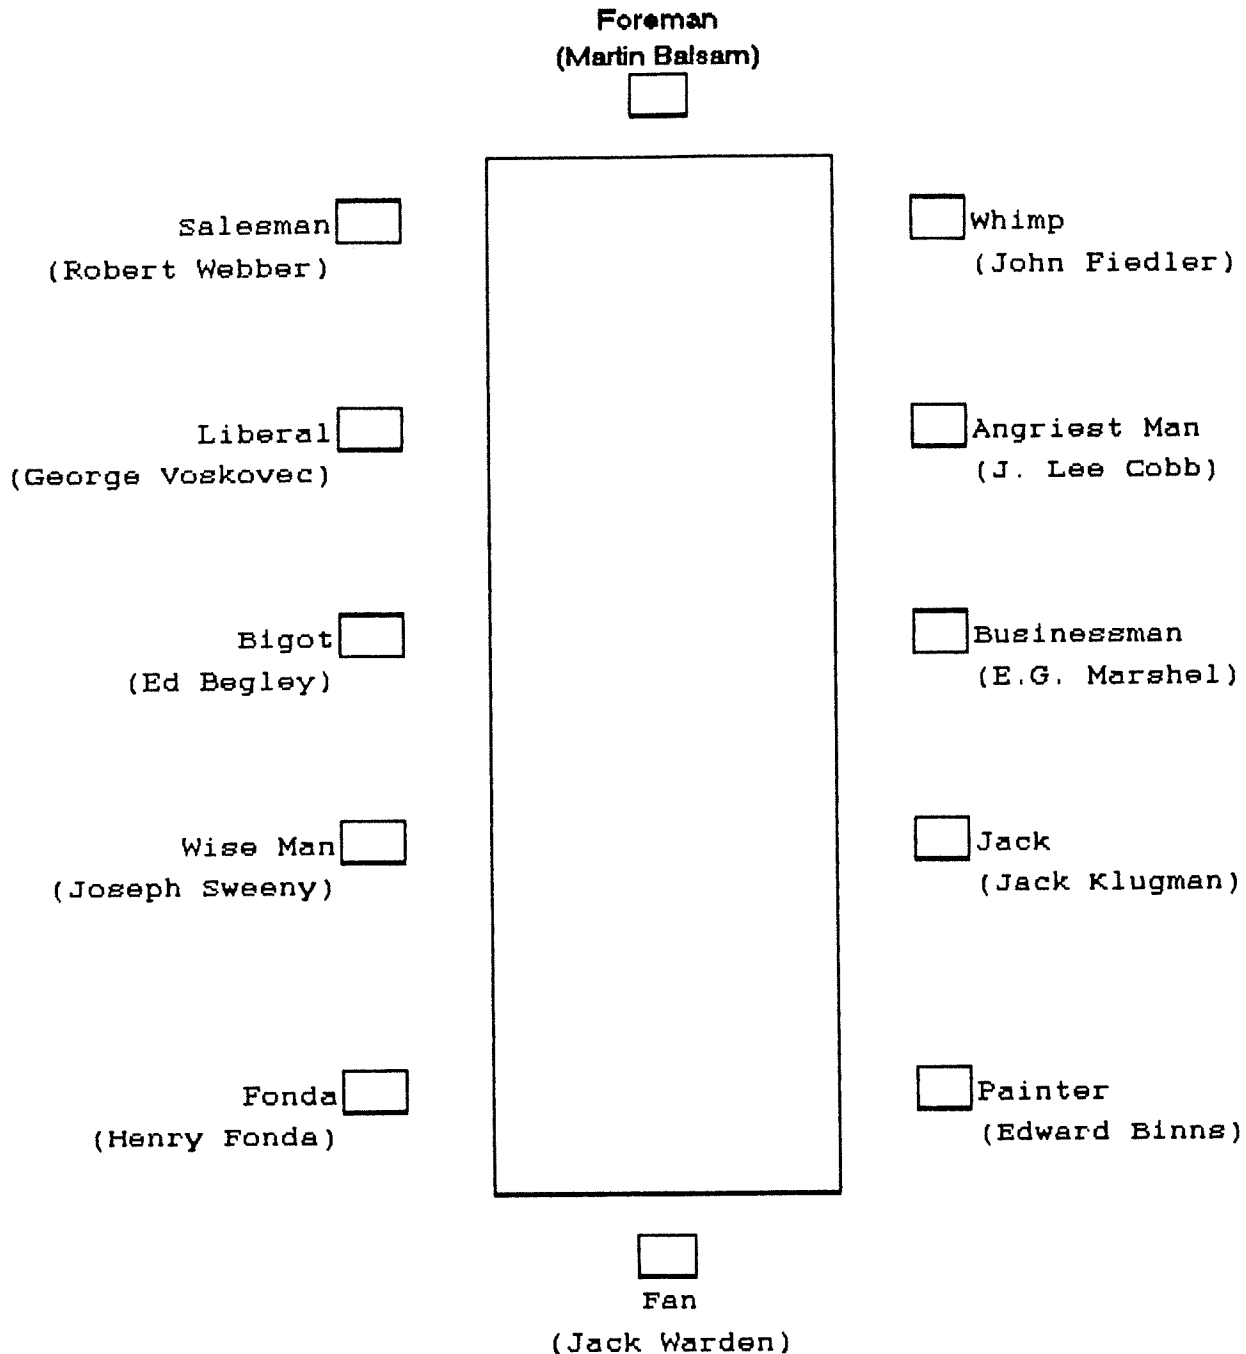 Foreman
(Martin Balsam)
Salesman
(Robert Webber)
Whimp
(John Fiedler)
Liberal
(George Voskovec)
Angriest Man
(J. Lee Cobb)
Bigot
(Ed Begley)
Businessman
(E.G. Marshel)
Wise Man
(Joseph Sweeny)
Jack
(Jack Klugman)
Fonda
(Henry Fonda)
Painter
(Edward Binns)
Fan
(Jack Warden)